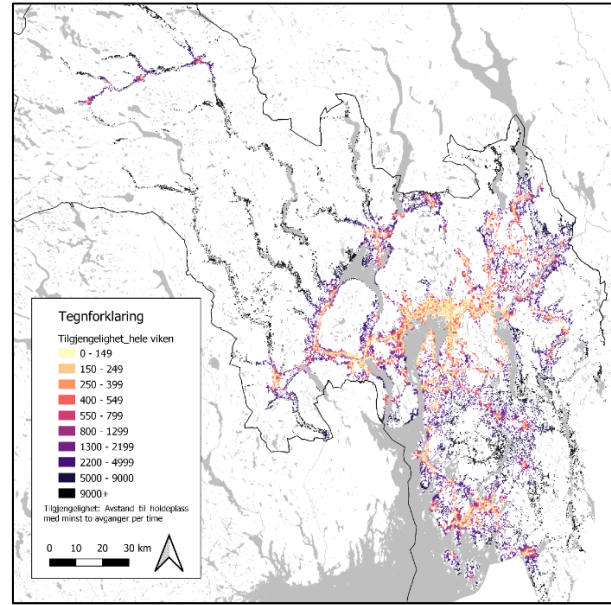 Tegnforklaring
Tilgjengelighet_hele viken
0 - 149
150 - 249
250 - 399
400 - 549
550 - 799
800 - 1299
1300 - 2199
2200 - 4999
5000 - 9000
9000+
Tilgjengelighet: Avstand til holdeplass
med minst to avganger per time
0 10 20 30 km